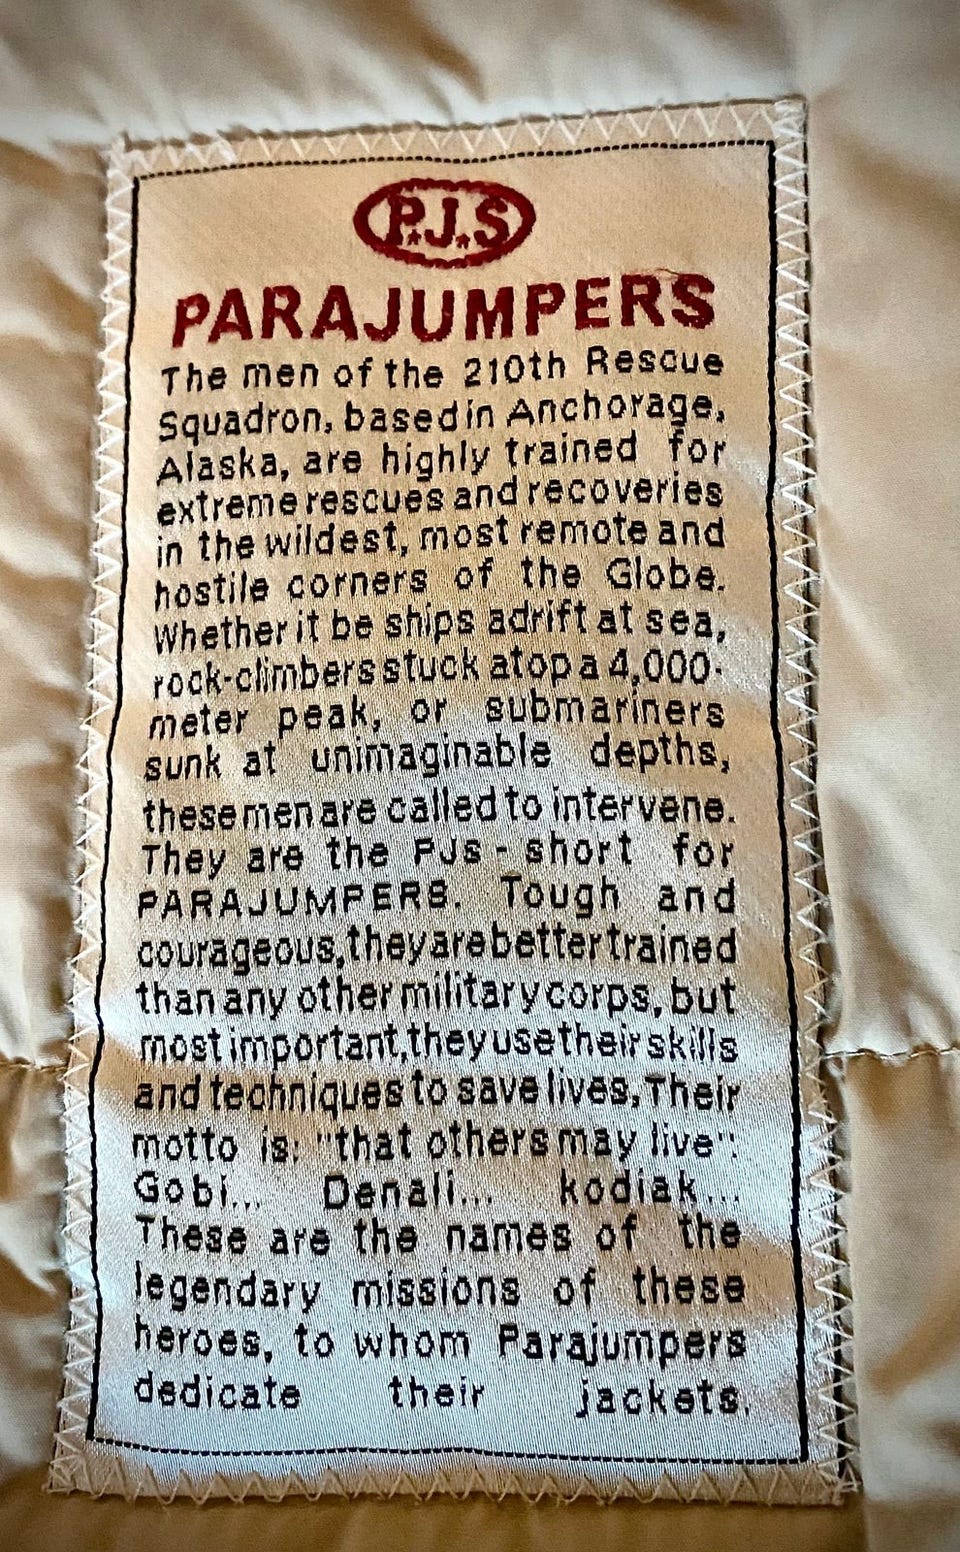 P.J.S
PARAJUMPERS
The men of the 210th Rescue
Squadron, based in Anchorage,
Alaska, are highly trained for
extreme rescues and recoveries
in the wildest, most remote and
hostile corners of the Globe.
Whether it be ships adrift at sea,
rock-climbers stuck atop a 4,000-
meter peak, or submariners
sunk at unimaginable depths,
these men are called to intervene.
They are the PJs - short for
PARAJUMPERS. Tough and
courageous, they are better trained
than any other military corps, but
most important, they use their skills
and techniques to save lives, Their
motto is: "that others may live".
Gobi... Denali... kodiak...
These are the names of the
legendary missions of these
heroes, to whom Parajumpers
dedicate their jackets.